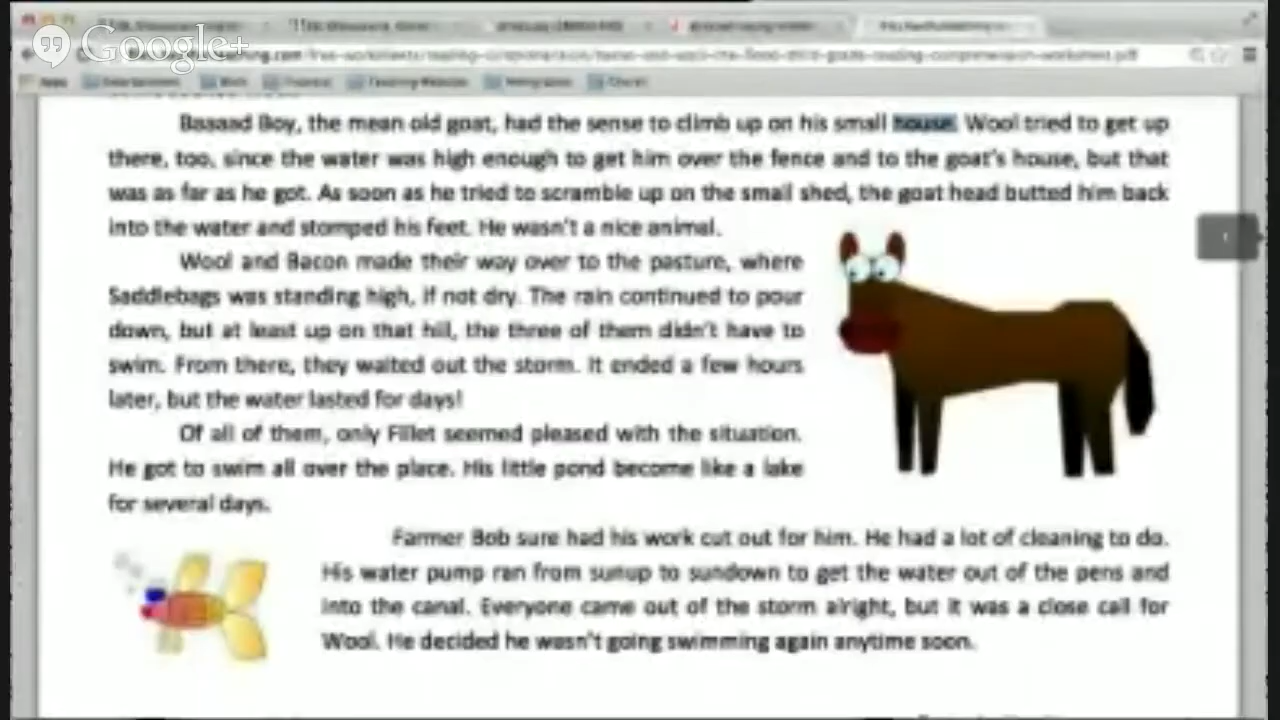 Google+
Baaaad Boy, the mean old goat, had the sense to climb up on his small house. Wool tried to get up
there, too, since the water was high enough to get him over the fence and to the goat's house, but that
was as far as he got. As soon as he tried to scramble up on the small shed, the goat head butted him back
into the water and stomped his feet. He wasn't a nice animal.
Wool and Bacon made their way over to the pasture, where
Saddlebags was standing high, if not dry. The rain continued to pour
down, but at least up on that hill, the three of them didn't have to
swim. From there, they waited out the storm. It ended a few hours
later, but the water lasted for days!
Of all of them, only Fillet seemed pleased with the situation.
He got to swim all over the place. His little pond become like a lake
for several days.
Farmer Bob sure had his work cut out for him. He had a lot of cleaning to do.
His water pump ran from sunup to sundown to get the water out of the pens and
into the canal. Everyone came out of the storm alright, but it was a close call for
Wool. He decided he wasn't going swimming again anytime soon.